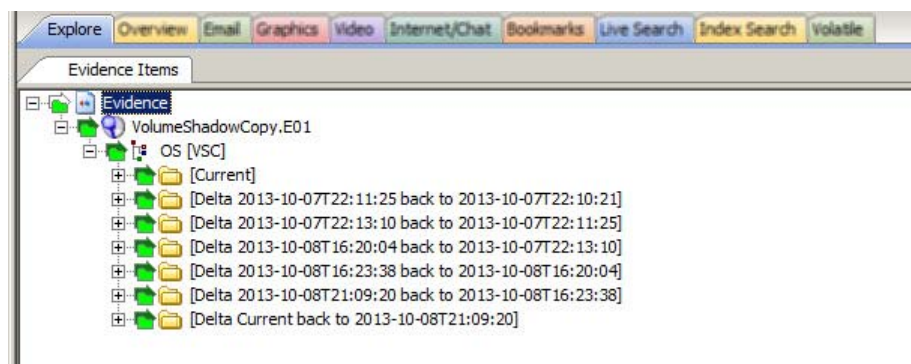 Explore Overview Email Graphics Video Internet/Chat Bookmarks Live Search Index Search Volatile
Evidence Items
Evidence
VolumeShadowCopy.E01
OS [VSC]
[Current]
[Delta 2013-10-07T22:11:25 back to 2013-10-07T22:10:21]
[Delta 2013-10-07T22:13:10 back to 2013-10-07T22:11:25]
[Delta 2013-10-08T16:20:04 back to 2013-10-07T22:13:10]
[Delta 2013-10-08T16:23:38 back to 2013-10-08T16:20:04]
[Delta 2013-10-08T21:09:20 back to 2013-10-08T16:23:38]
[Delta Current back to 2013-10-08T21:09:20]